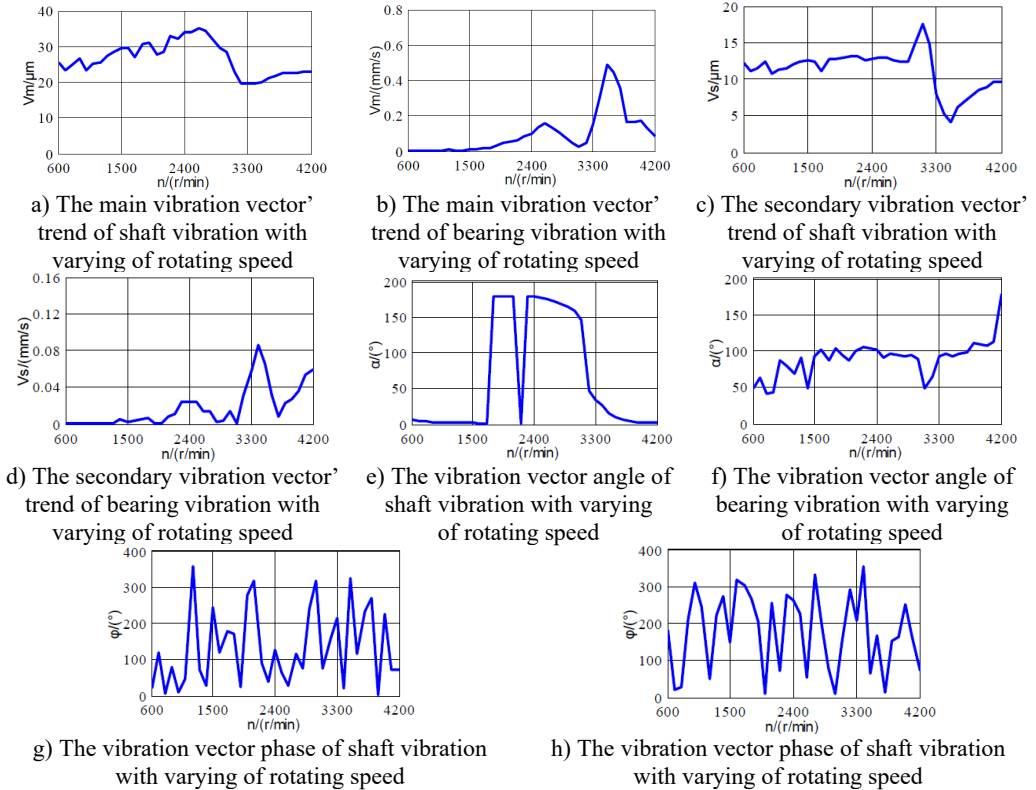 40
30
20
10
0
Vm/μm
600 1500 2400 3300 4200
n/(r/min)
a) The main vibration vector’
trend of shaft vibration with
varying of rotating speed
0.8
0.6
0.4
0.2
0
Vm/(mm/s)
600 1500 2400 3300 4200
n/(r/min)
b) The main vibration vector’
trend of bearing vibration with
varying of rotating speed
20
15
10
5
0
Vs/μm
600 1500 2400 3300 4200
n/(r/min)
c) The secondary vibration vector’
trend of shaft vibration with
varying of rotating speed
0.16
0.12
0.08
0.04
0
Vs/(mm/s)
600 1500 2400 3300 4200
n/(r/min)
d) The secondary vibration vector’
trend of bearing vibration with
varying of rotating speed
200
150
100
50
0
α/(°)
600 1500 2400 3300 4200
n/(r/min)
e) The vibration vector angle of
shaft vibration with varying
of rotating speed
200
150
100
50
0
α/(°)
600 1500 2400 3300 4200
n/(r/min)
f) The vibration vector angle of
bearing vibration with varying
of rotating speed
400
300
200
100
0
φ/(°)
600 1500 2400 3300 4200
n/(r/min)
g) The vibration vector phase of shaft vibration
with varying of rotating speed
400
300
200
100
0
φ/(°)
600 1500 2400 3300 4200
n/(r/min)
h) The vibration vector phase of shaft vibration
with varying of rotating speed